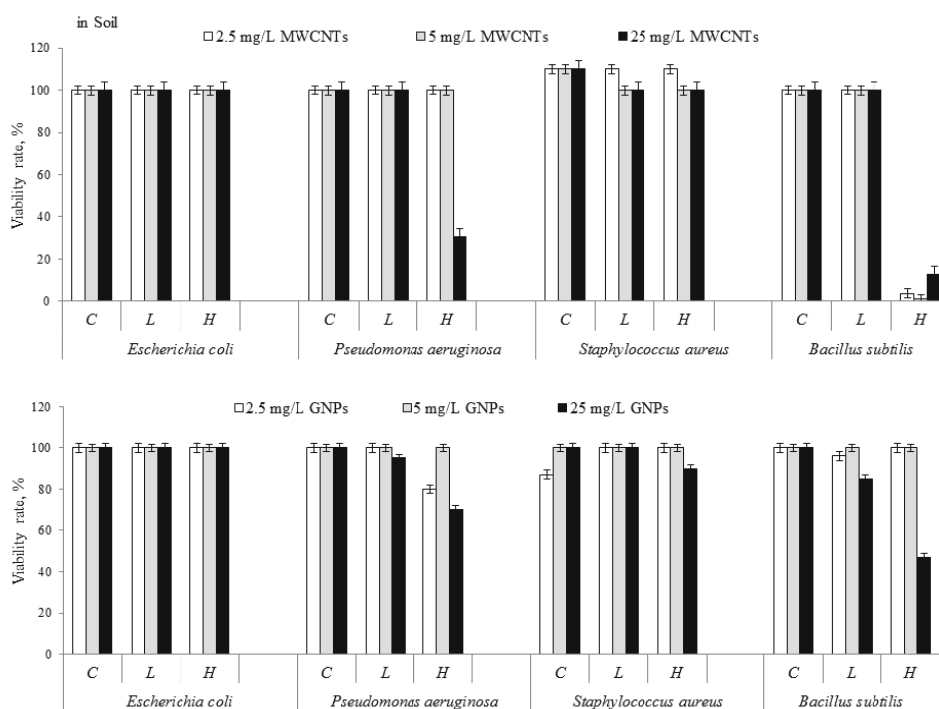 in Soil
2.5 mg/L MWCNTs 5 mg/L MWCNTs 25 mg/L MWCNTs
Viability rate, %
120
100
80
60
40
20
0
C L H C L H C L H C L H
Escherichia coli Pseudomonas aeruginosa Staphylococcus aureus Bacillus subtilis
2.5 mg/L GNPs 5 mg/L GNPs 25 mg/L GNPs
Viability rate, %
120
100
80
60
40
20
0
C L H C L H C L H C L H
Escherichia coli Pseudomonas aeruginosa Staphylococcus aureus Bacillus subtilis